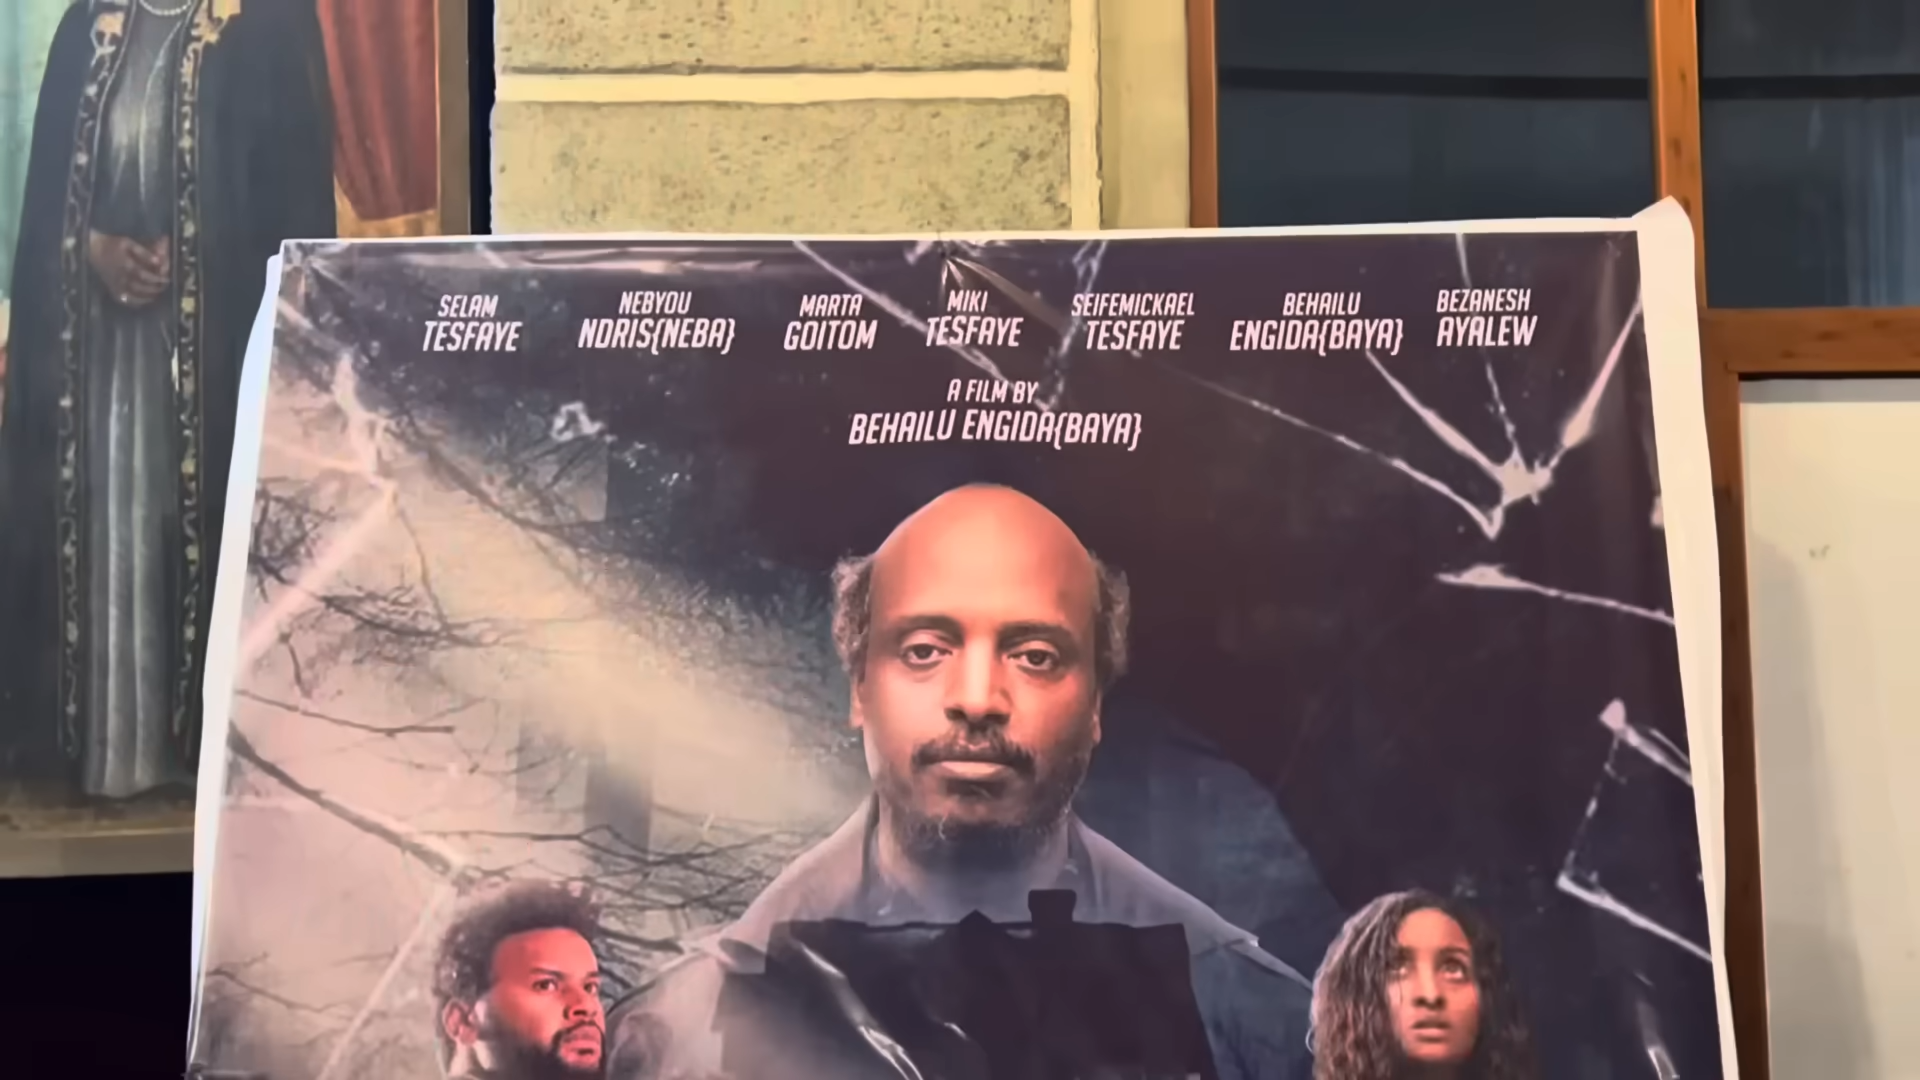 SELAM
TESFAYE
NEBYOU
NDRIS{NEBA}
MARTA
GOITOM
MIKI
TESFAYE
SEIFEMICKAEL
TESFAYE
BEHAILU
ENGIDA{BAYA}
BEZANESH
AYALEW
A FILM BY
BEHAILU ENGIDA{BAYA}